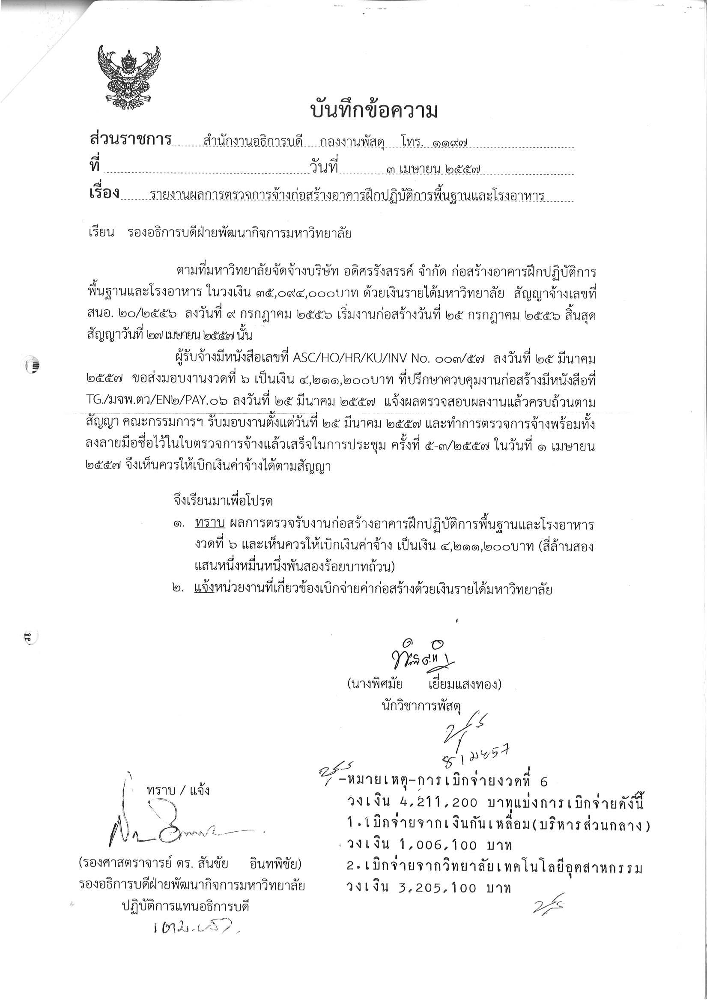 บันทึกข้อความ
ส่วนราชการ สำนักงานอธิการบดี กองงานพัสดุ โทร. ๑๑๙๗
ที่ วันที่ ๓ เมษายน ๒๕๕๗
เรื่อง รายงานผลการตรวจการจ้างก่อสร้างอาคารฝึกปฏิบัติการพื้นฐานและโรงอาหาร
เรียน รองอธิการบดีฝ่ายพัฒนากิจการมหาวิทยาลัย
ตามที่มหาวิทยาลัยจัดจ้างบริษัท อดิศรรังสรรค์ จำกัด ก่อสร้างอาคารฝึกปฏิบัติการ
พื้นฐานและโรงอาหาร ในวงเงิน ๓๕,๐๙๔,๐๐๐บาท ด้วยเงินรายได้มหาวิทยาลัย สัญญาจ้างเลขที่
สนอ. ๒๐/๒๕๕๖ ลงวันที่ ๙ กรกฎาคม ๒๕๕๖ เริ่มงานก่อสร้างวันที่ ๒๕ กรกฎาคม ๒๕๕๖ สิ้นสุด
สัญญาวันที่ ๒๗ เมษายน ๒๕๕๗ นั้น
ผู้รับจ้างมีหนังสือเลขที่ ASC/HO/HR/KU/INV No. ๐๐๓/๕๗ ลงวันที่ ๒๕ มีนาคม
๒๕๕๗ ขอส่งมอบงานงวดที่ ๖ เป็นเงิน ๔,๒๑๑,๒๐๐บาท ที่ปรึกษาควบคุมงานก่อสร้างมีหนังสือที่
TG./มจพ.ตว/EN๒/PAY.๐๖ ลงวันที่ ๒๕ มีนาคม ๒๕๕๗ แจ้งผลตรวจสอบผลงานแล้วครบถ้วนตาม
สัญญา คณะกรรมการฯ รับมอบงานตั้งแต่วันที่ ๒๕ มีนาคม ๒๕๕๗ และทำการตรวจการจ้างพร้อมทั้ง
ลงลายมือชื่อไว้ในใบตรวจการจ้างแล้วเสร็จในการประชุม ครั้งที่ ๕-๓/๒๕๕๗ ในวันที่ ๑ เมษายน
๒๕๕๗ จึงเห็นควรให้เบิกเงินค่าจ้างได้ตามสัญญา
จึงเรียนมาเพื่อโปรด
๑. ทราบ ผลการตรวจรับงานก่อสร้างอาคารฝึกปฏิบัติการพื้นฐานและโรงอาหาร
งวดที่ ๖ และเห็นควรให้เบิกเงินค่าจ้าง เป็นเงิน ๔,๒๑๑,๒๐๐บาท (สี่ล้านสอง
แสนหนึ่งหมื่นหนึ่งพันสองร้อยบาทถ้วน)
๒. แจ้งหน่วยงานที่เกี่ยวข้องเบิกจ่ายค่าก่อสร้างด้วยเงินรายได้มหาวิทยาลัย
(นางพิศมัย เยี่ยมแสงทอง)
นักวิชาการพัสดุ
-หมายเหตุ-การเบิกจ่ายงวดที่ 6
วงเงิน 4,211,200 บาทแบ่งการเบิกจ่ายดังนี้
1.เบิกจ่ายจากเงินกันเหลื่อม(บริหารส่วนกลาง)
วงเงิน 1,006,100 บาท
2.เบิกจ่ายจากวิทยาลัยเทคโนโลยีอุตสาหกรรม
วงเงิน 3,205,100 บาท
ทราบ / แจ้ง
(รองศาสตราจารย์ ดร. สันชัย อินทพิชัย)
รองอธิการบดีฝ่ายพัฒนากิจการมหาวิทยาลัย
ปฏิบัติการแทนอธิการบดี